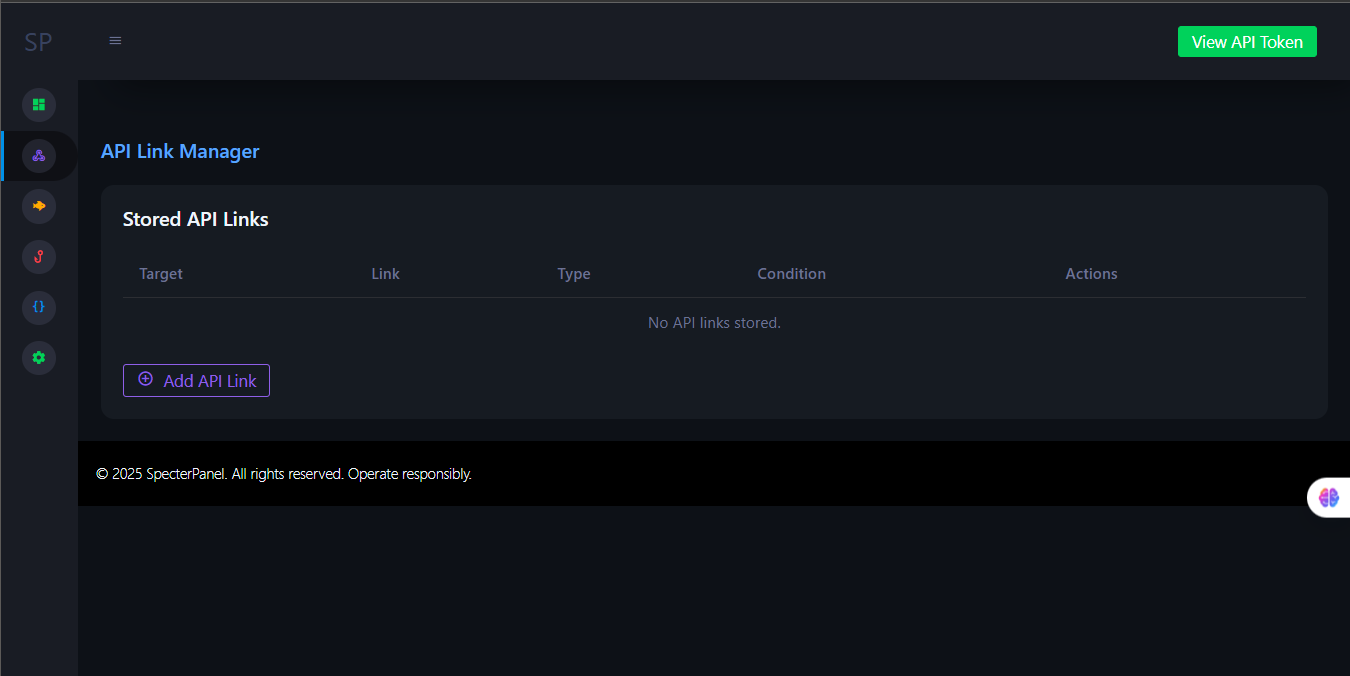 SP
View API Token
API Link Manager
Stored API Links
Target Link Type Condition Actions
No API links stored.
Add API Link
© 2025 SpecterPanel. All rights reserved. Operate responsibly.